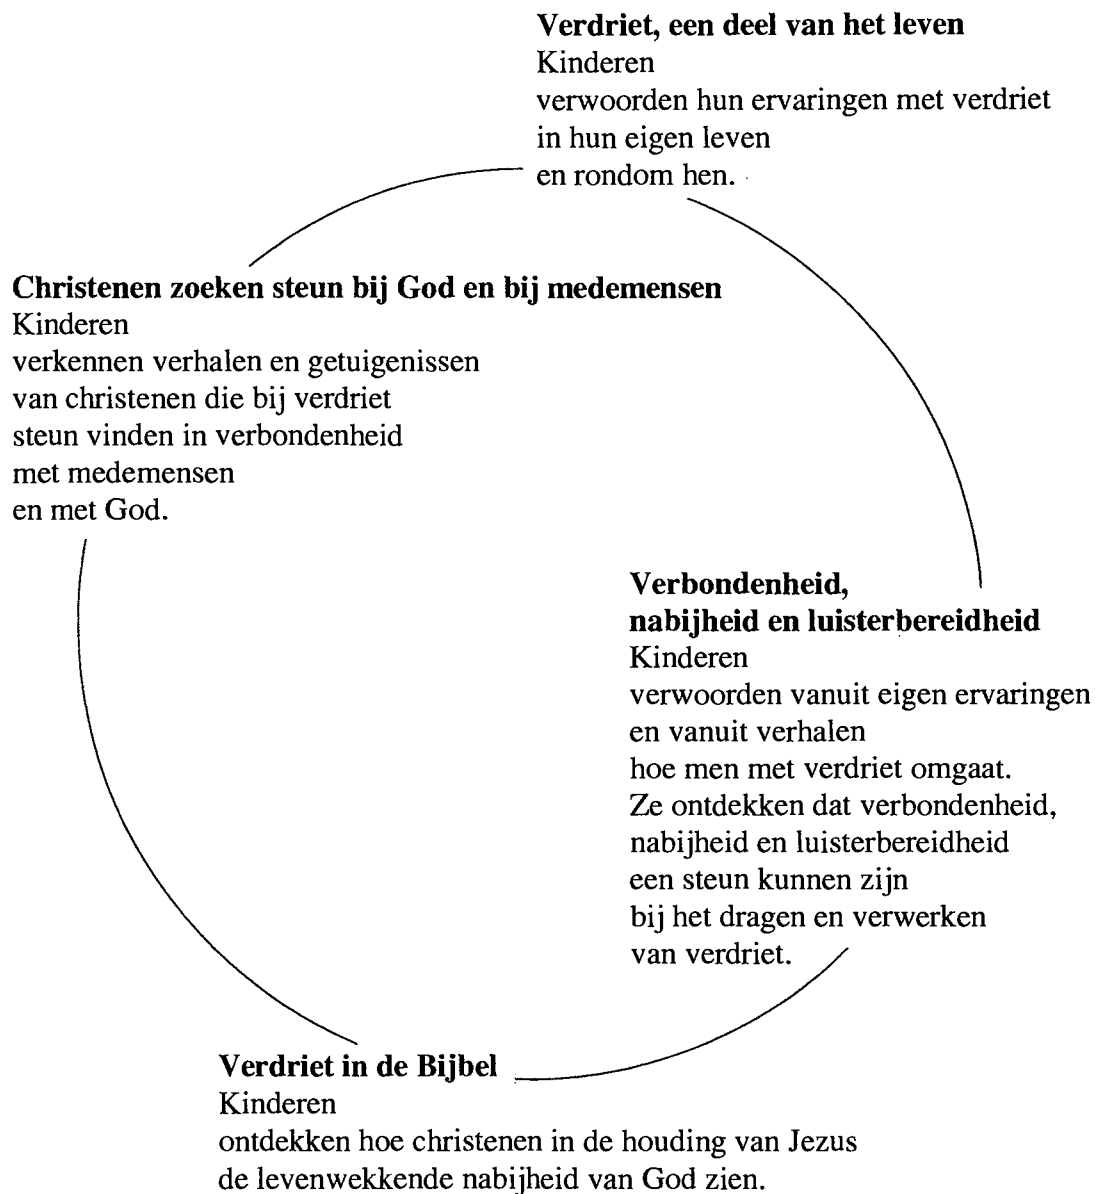 Verdriet, een deel van het leven
Kinderen
verwoorden hun ervaringen met verdriet
in hun eigen leven
en rondom hen.
Christenen zoeken steun bij God en bij medemensen
Kinderen
verkennen verhalen en getuigenissen
van christenen die bij verdriet
steun vinden in verbondenheid
met medemensen
en met God.
Verbondenheid,
nabijheid en luisterbereidheid
Kinderen
verwoorden vanuit eigen ervaringen
en vanuit verhalen
hoe men met verdriet omgaat.
Ze ontdekken dat verbondenheid,
nabijheid en luisterbereidheid
een steun kunnen zijn
bij het dragen en verwerken
van verdriet.
Verdriet in de Bijbel
Kinderen
ontdekken hoe christenen in de houding van Jezus
de levenwekkende nabijheid van God zien.